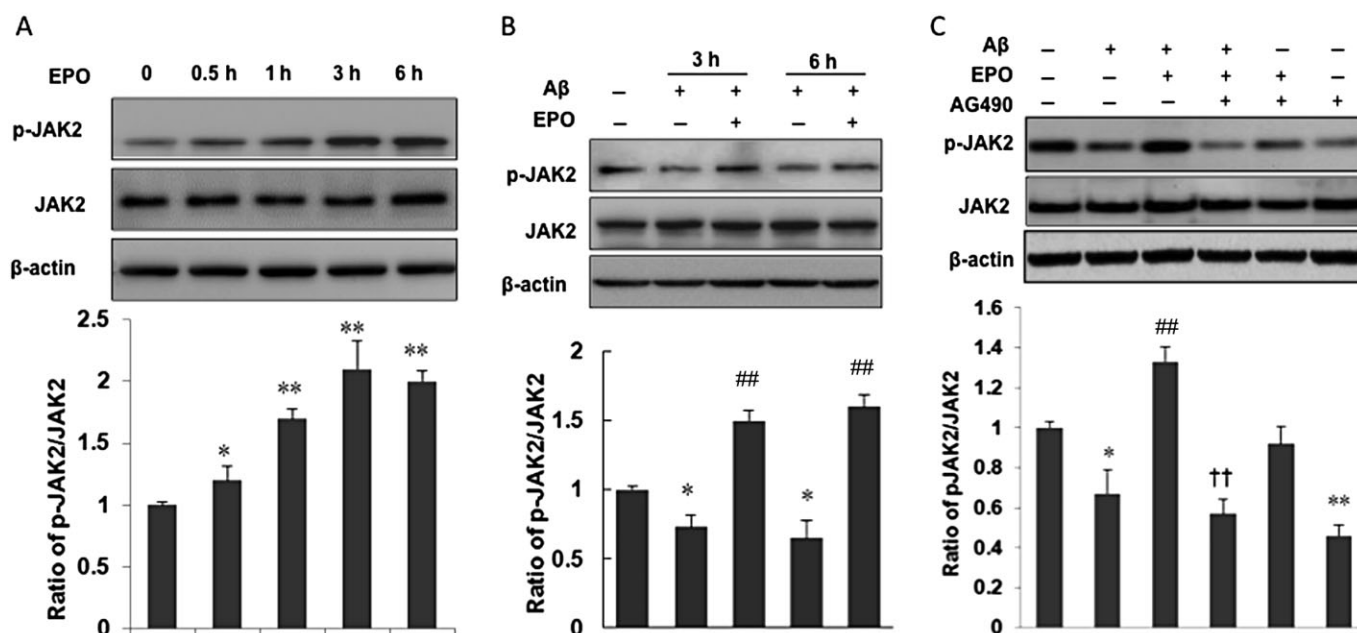 A
EPO 0 0.5 h 1 h 3 h 6 h
p-JAK2
JAK2
β-actin
2.5
2
1.5
1
0.5
0
Ratio of p-JAK2/JAK2
* ** ** **
B
3 h 6 h
Aβ – + + + +
EPO – – + – +
p-JAK2
JAK2
β-actin
2
1.5
1
0.5
0
Ratio of p-JAK2/JAK2
* ## * ##
C
Aβ – + + + – –
EPO – – + + + –
AG490 – – – + + +
p-JAK2
JAK2
β-actin
1.6
1.4
1.2
1
0.8
0.6
0.4
0.2
0
Ratio of pJAK2/JAK2
* ## †† **